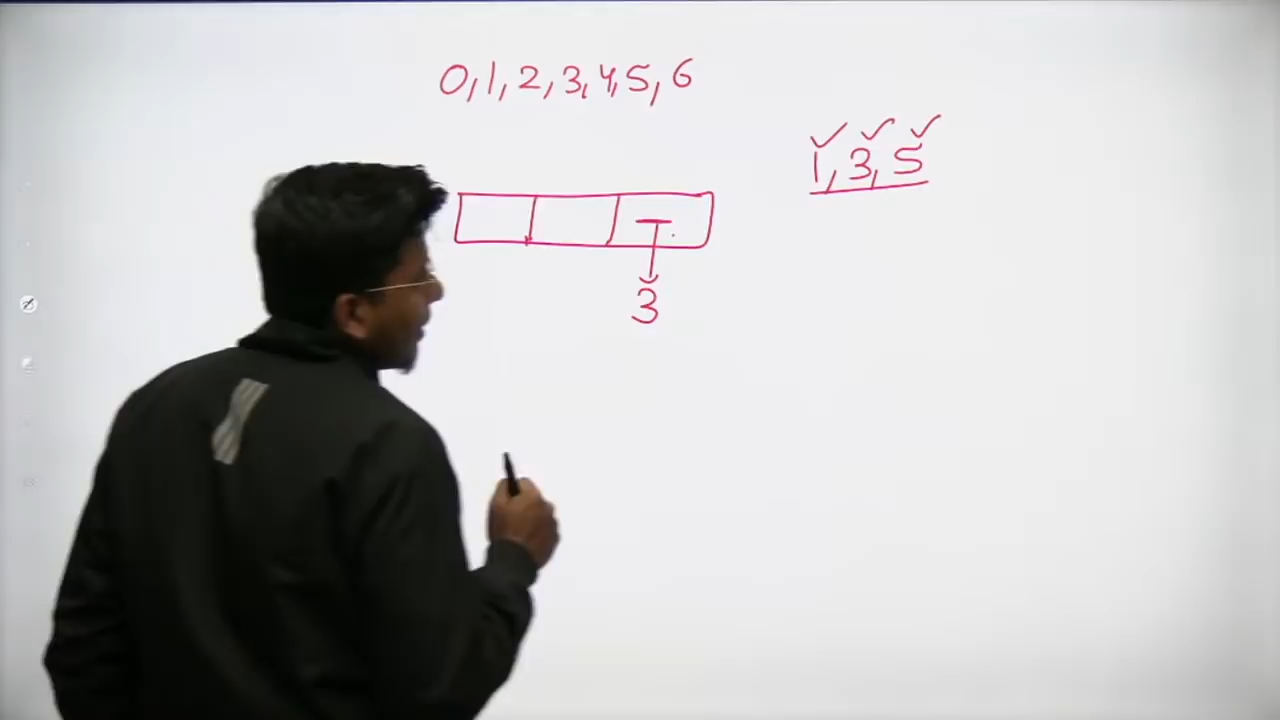 0, 1, 2, 3, 4, 5, 6
1, 3, 5
3